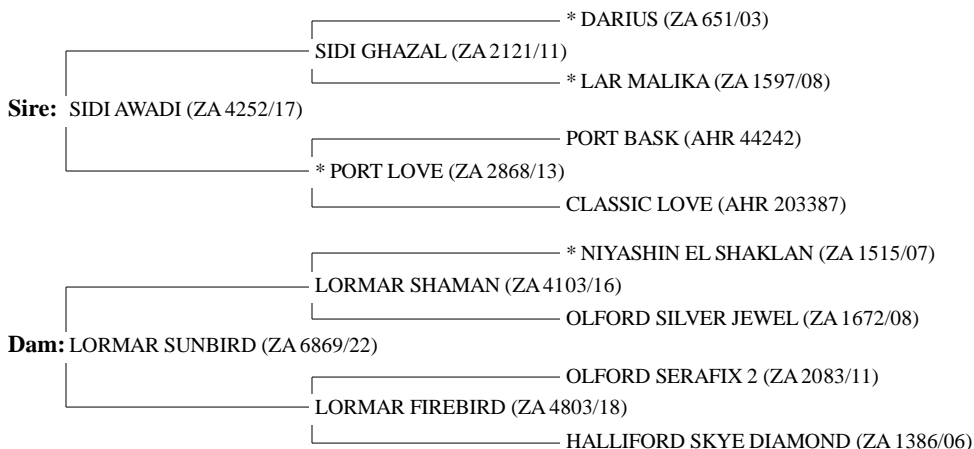 * DARIUS (ZA 651/03)
SIDI GHAZAL (ZA 2121/11)
* LAR MALIKA (ZA 1597/08)
Sire: SIDI AWADI (ZA 4252/17)
PORT BASK (AHR 44242)
* PORT LOVE (ZA 2868/13)
CLASSIC LOVE (AHR 203387)
* NIYASHIN EL SHAKLAN (ZA 1515/07)
LORMAR SHAMAN (ZA 4103/16)
OLFORD SILVER JEWEL (ZA 1672/08)
Dam: LORMAR SUNBIRD (ZA 6869/22)
OLFORD SERAFIX 2 (ZA 2083/11)
LORMAR FIREBIRD (ZA 4803/18)
HALLIFORD SKYE DIAMOND (ZA 1386/06)